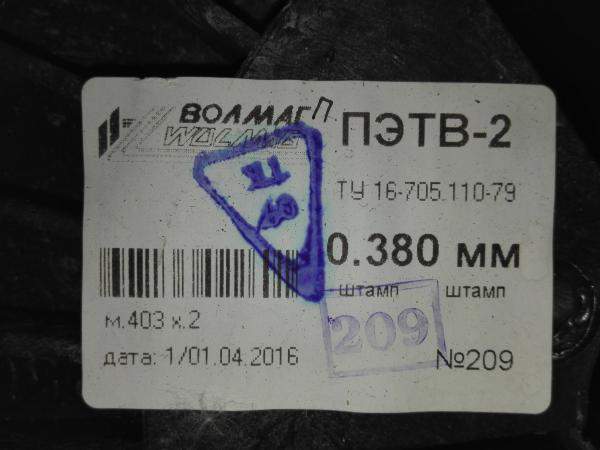 ВОЛМАГ П
WOLMAG
ПЭТВ-2
ТУ 16-705.110-79
0.380 мм
штамп штамп
209
м.403 х.2
дата: 1/01.04.2016
№209